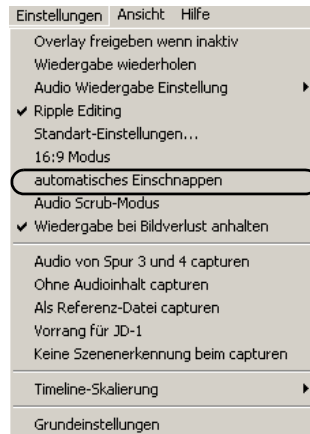 Einstellungen Ansicht Hilfe
Overlay freigeben wenn inaktiv
Wiedergabe wiederholen
Audio Wiedergabe Einstellung
Ripple Editing
Standart-Einstellungen...
16:9 Modus
automatisches Einschnappen
Audio Scrub-Modus
Wiedergabe bei Bildverlust anhalten
Audio von Spur 3 und 4 capturen
Ohne Audioinhalt capturen
Als Referenz-Datei capturen
Vorrang für JD-1
Keine Szenenerkennung beim capturen
Timeline-Skalierung
Grundeinstellungen